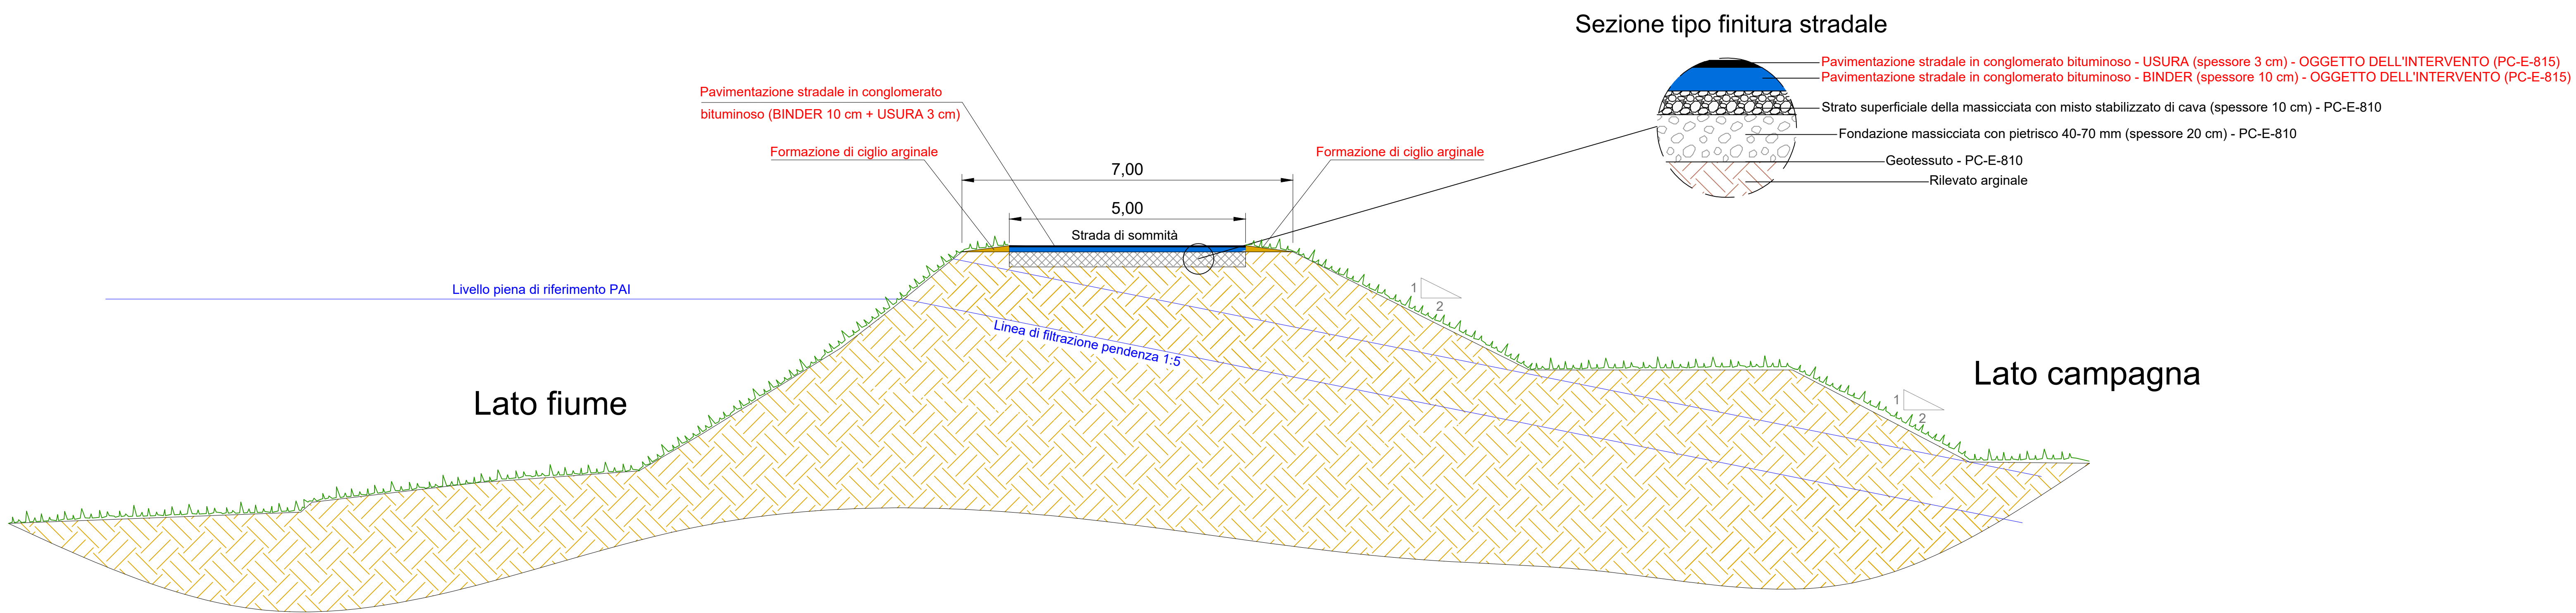 Sezione tipo finitura stradale
Pavimentazione stradale in conglomerato bituminoso - USURA (spessore 3 cm) - OGGETTO DELL'INTERVENTO (PC-E-815)
Pavimentazione stradale in conglomerato bituminoso - BINDER (spessore 10 cm) - OGGETTO DELL'INTERVENTO (PC-E-815)
Strato superficiale della massicciata con misto stabilizzato di cava (spessore 10 cm) - PC-E-810
Fondazione massicciata con pietrisco 40-70 mm (spessore 20 cm) - PC-E-810
Geotessuto - PC-E-810
Rilevato arginale
Pavimentazione stradale in conglomerato
bituminoso (BINDER 10 cm + USURA 3 cm)
Formazione di ciglio arginale
Formazione di ciglio arginale
7,00
5,00
Strada di sommità
Livello piena di riferimento PAI
1
2
Linea di filtrazione pendenza 1:5
Lato fiume
Lato campagna
1
2